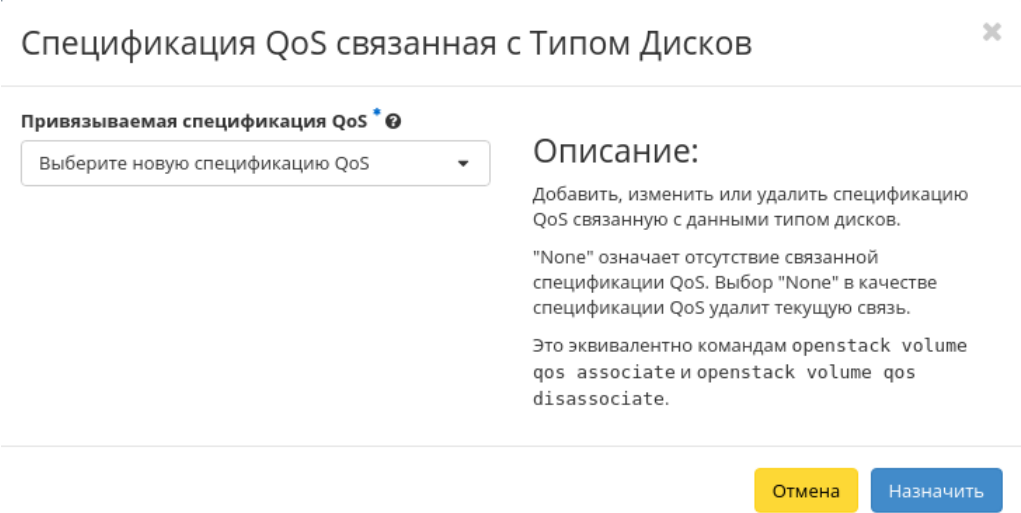 Спецификация QoS связанная с Типом Дисков
Привязываемая спецификация QoS *
Выберите новую спецификацию QoS
Описание:
Добавить, изменить или удалить спецификацию
QoS связанную с данными типом дисков.
"None" означает отсутствие связанной
спецификации QoS. Выбор "None" в качестве
спецификации QoS удалит текущую связь.
Это эквивалентно командам openstack volume
qos associate и openstack volume qos
disassociate.
Отмена
Назначить